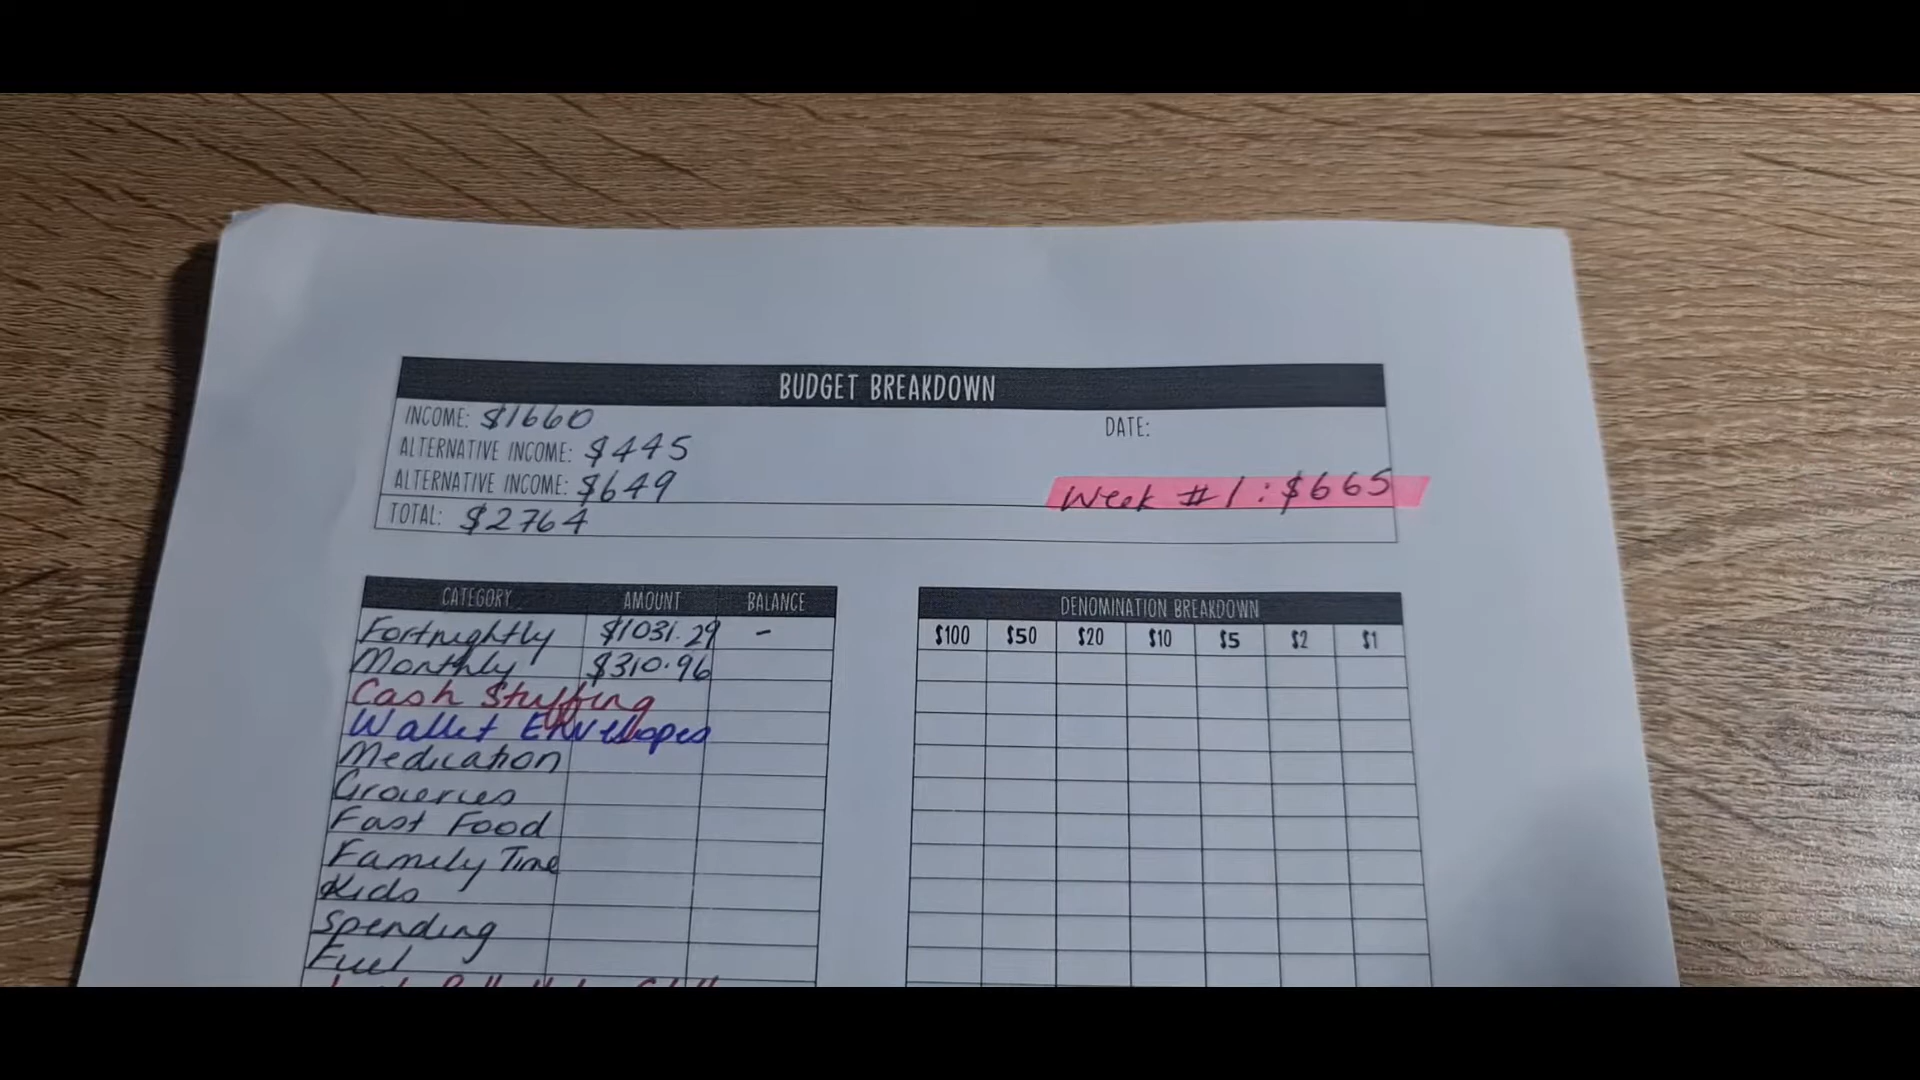 BUDGET BREAKDOWN
INCOME: $1660
DATE:
ALTERNATIVE INCOME: $445
ALTERNATIVE INCOME: $649
Week #1: $665
TOTAL: $2764
CATEGORY AMOUNT BALANCE
Fortnightly $1031.29 -
Monthly $310.96
Cash Stuffing
Wallet Envelopes
Medication
Groceries
Fast Food
Family Time
Kids
Spending
Fuel
DENOMINATION BREAKDOWN
$100 $50 $20 $10 $5 $2 $1